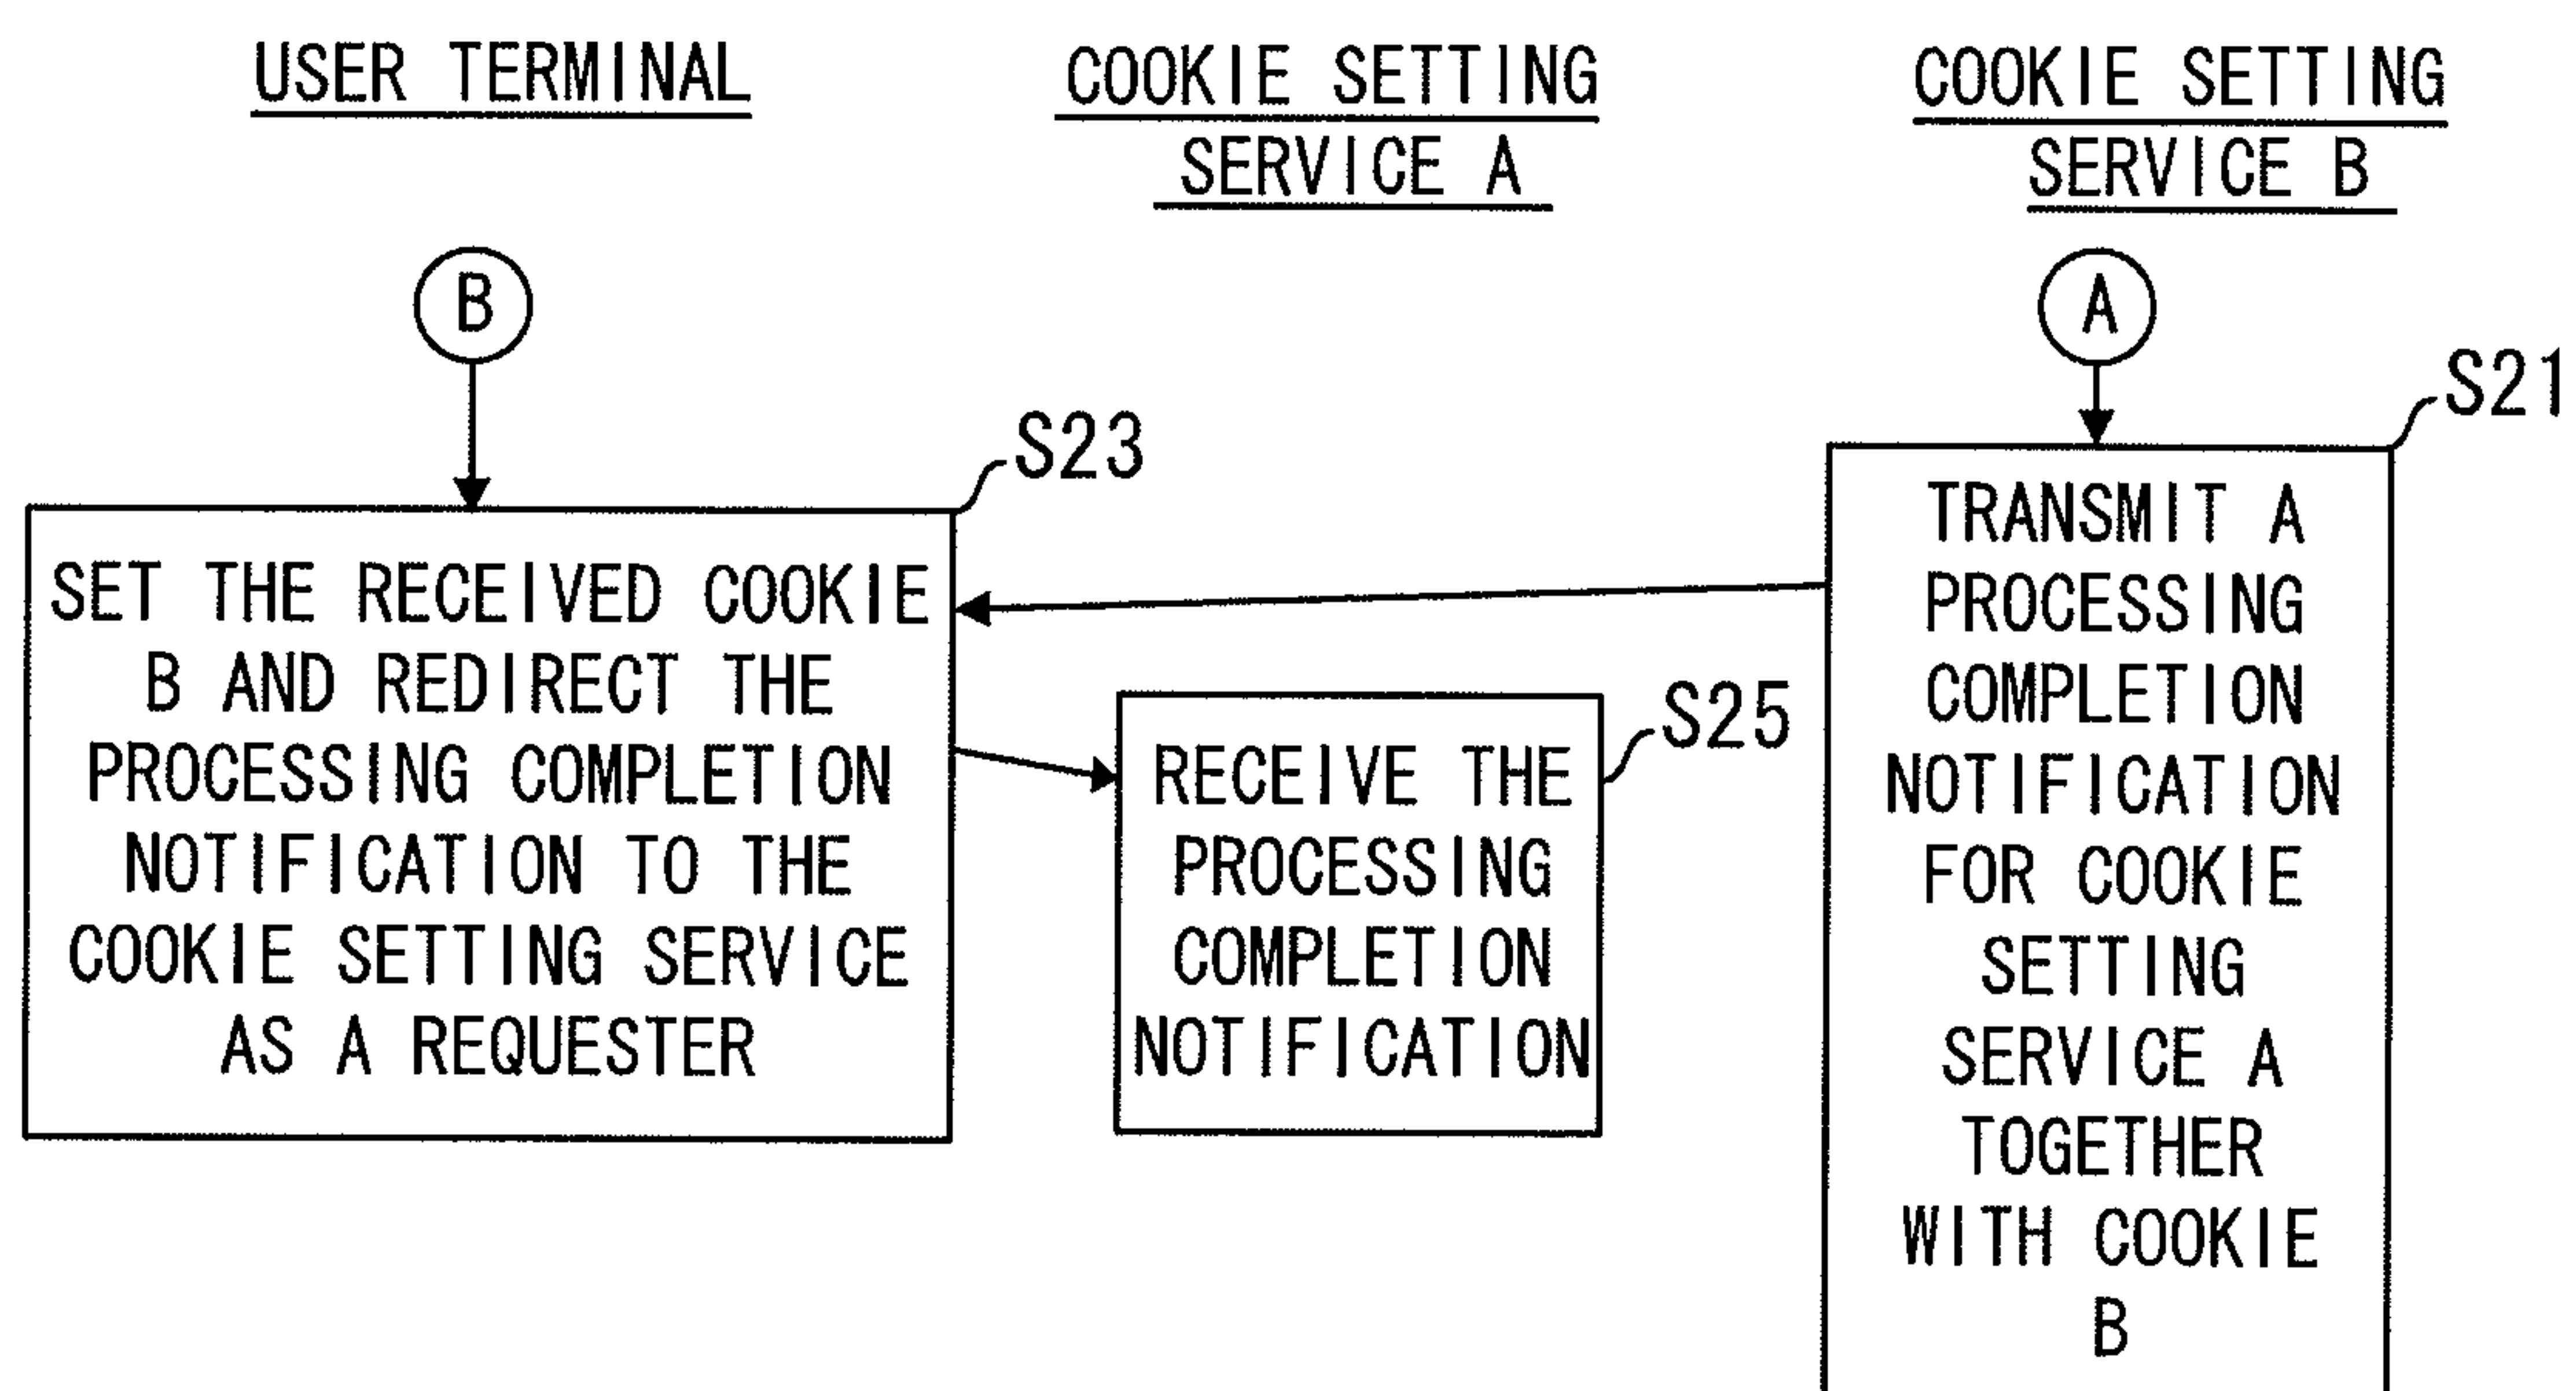 USER TERMINAL
COOKIE SETTING
SERVICE A
COOKIE SETTING
SERVICE B
B
A
S23
SET THE RECEIVED COOKIE
B AND REDIRECT THE
PROCESSING COMPLETION
NOTIFICATION TO THE
COOKIE SETTING SERVICE
AS A REQUESTER
S25
RECEIVE THE
PROCESSING
COMPLETION
NOTIFICATION
S21
TRANSMIT A
PROCESSING
COMPLETION
NOTIFICATION
FOR COOKIE
SETTING
SERVICE A
TOGETHER
WITH COOKIE
B